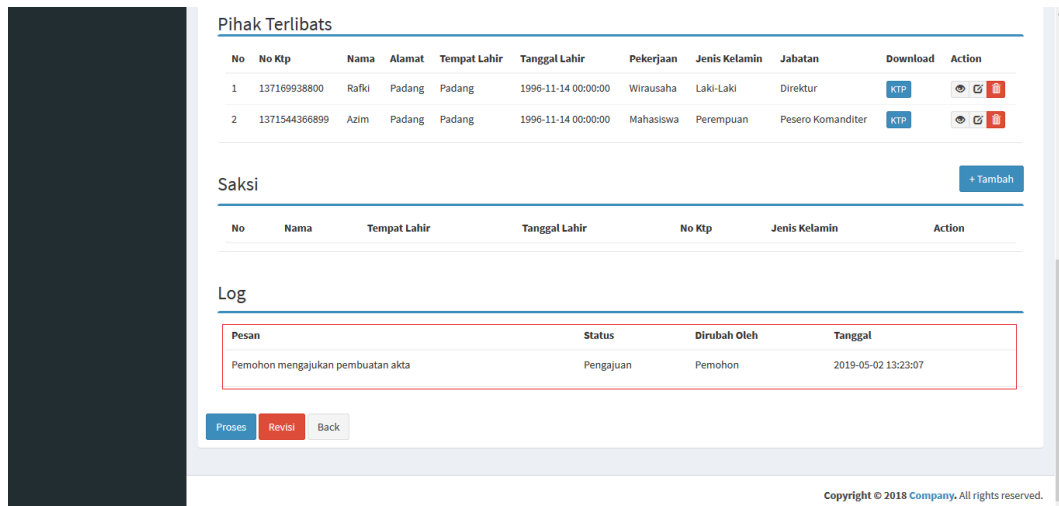 Pihak Terlibats
No No Ktp Nama Alamat Tempat Lahir Tanggal Lahir Pekerjaan Jenis Kelamin Jabatan Download Action
1 137169938800 Rafki Padang Padang 1996-11-14 00:00:00 Wirausaha Laki-Laki Direktur KTP
2 1371544366899 Azim Padang Padang 1996-11-14 00:00:00 Mahasiswa Perempuan Pesero Komanditer KTP
Saksi
+ Tambah
No Nama Tempat Lahir Tanggal Lahir No Ktp Jenis Kelamin Action
Log
Pesan Status Dirubah Oleh Tanggal
Pemohon mengajukan pembuatan akta Pengajuan Pemohon 2019-05-02 13:23:07
Proses Revisi Back
Copyright © 2018 Company. All rights reserved.